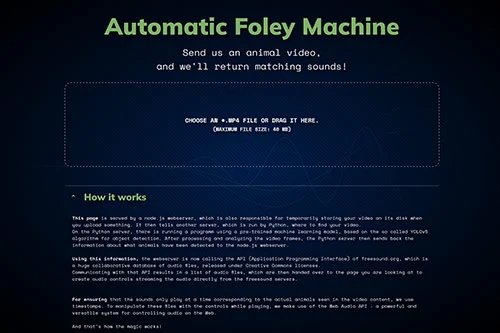 Automatic Foley Machine
Send us an animal video,
and we'll return matching sounds!
CHOOSE AN *.MP4 FILE OR DRAG IT HERE.
(MAXIMUM FILE SIZE: 40 MB)
How it works
This page is served by a node.js webserver, which is also responsible for temporarily storing your video on its disk when
you upload something. It then tells another server, which is run by Python, where to find your video.
On the Python server, there is running a programme using a pre-trained machine learning model, based on the so called YOLOv5
algorithm for object detection. After processing and analyzing the video frames, the Python server then sends back the
information about what animals have been detected to the node.js webserver.
Using this information, the webserver is now calling the API (Application Programming Interface) of freesound.org, which is
a huge collaborative database of audio files, released under Creative Commons licenses.
Communicating with that API results in a list of audio files, which are then handed over to the page you are looking at to
create audio controls streaming the audio directly from the freesound servers.
For ensuring that the sounds only play at a time corresponding to the actual animals seen in the video content, we use
timestamps. To manipulate these files with the controls while playing, we make use of the Web Audio API - a powerful and
versatile system for controlling audio on the Web.
And that's how the magic works!